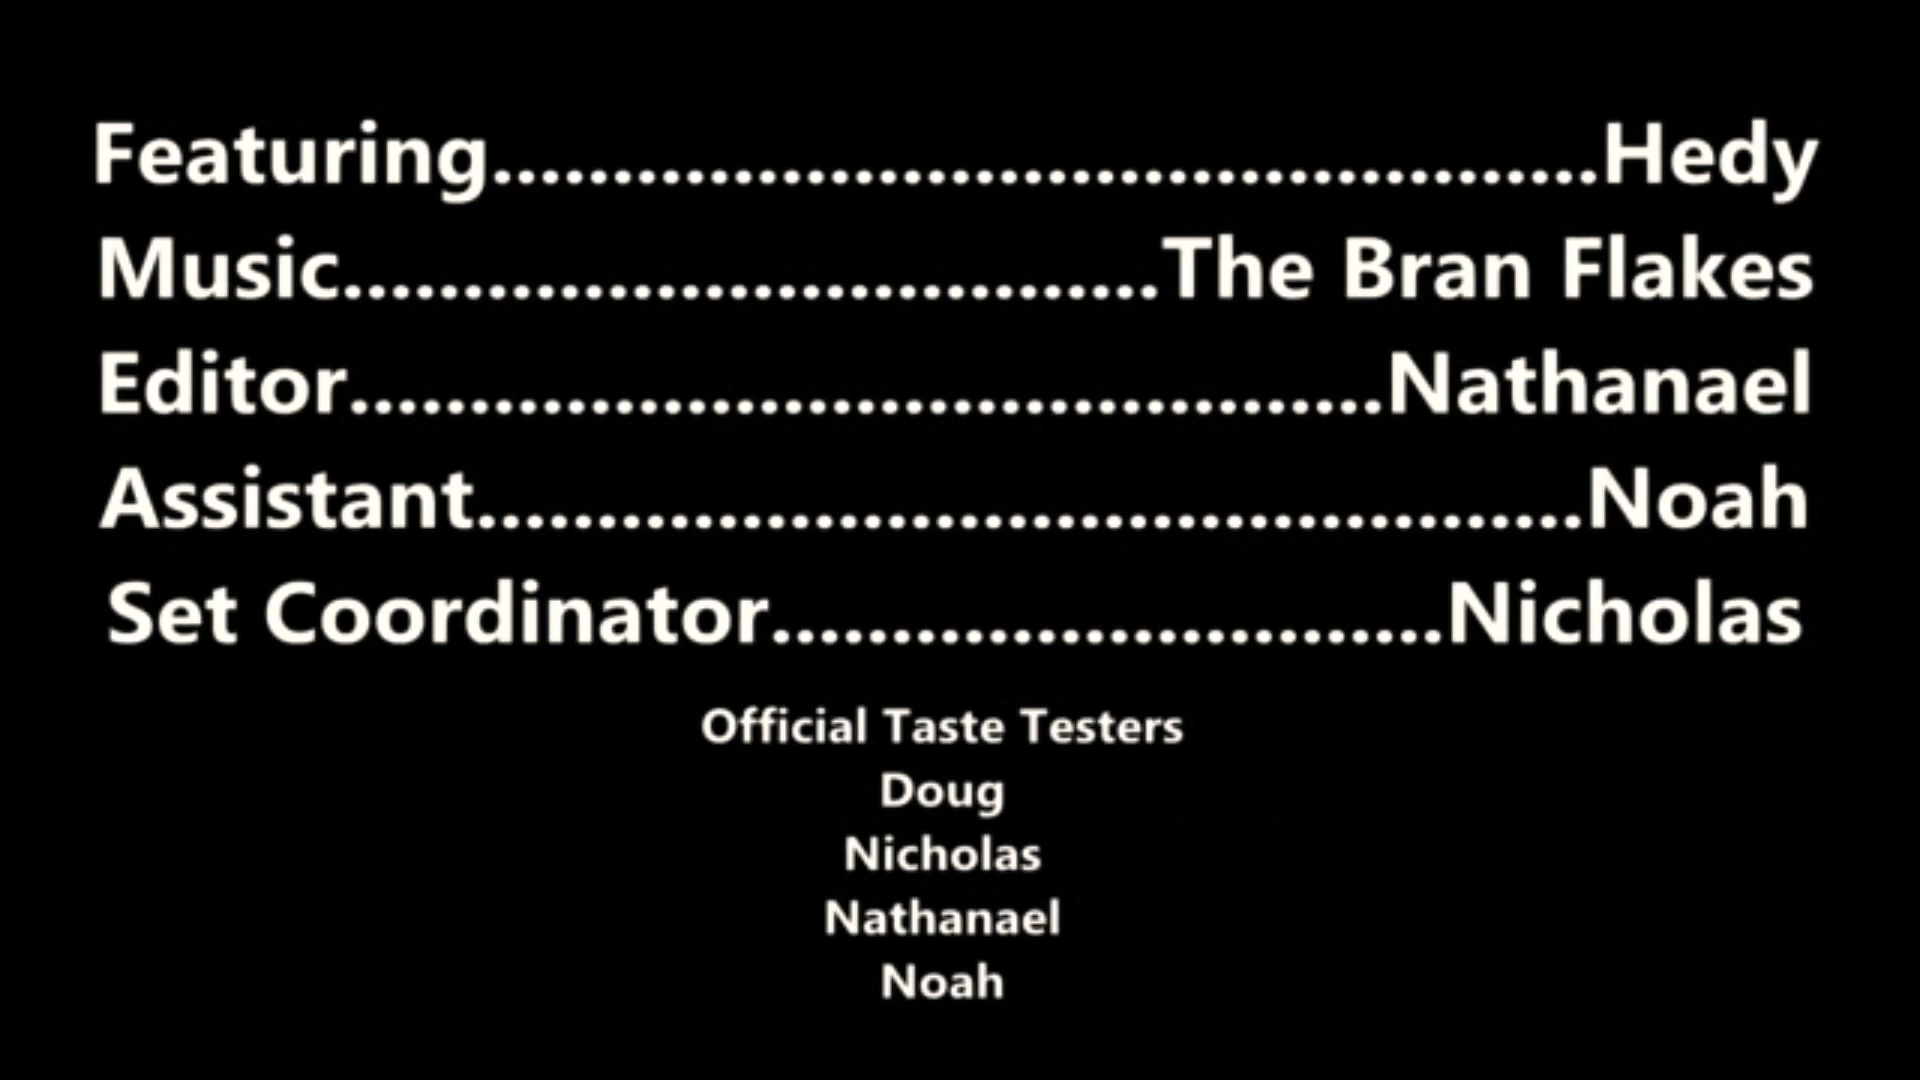 Featuring..............................................Hedy
Music..................................The Bran Flakes
Editor...........................................Nathanael
Assistant..............................................Noah
Set Coordinator............................Nicholas
Official Taste Testers
Doug
Nicholas
Nathanael
Noah